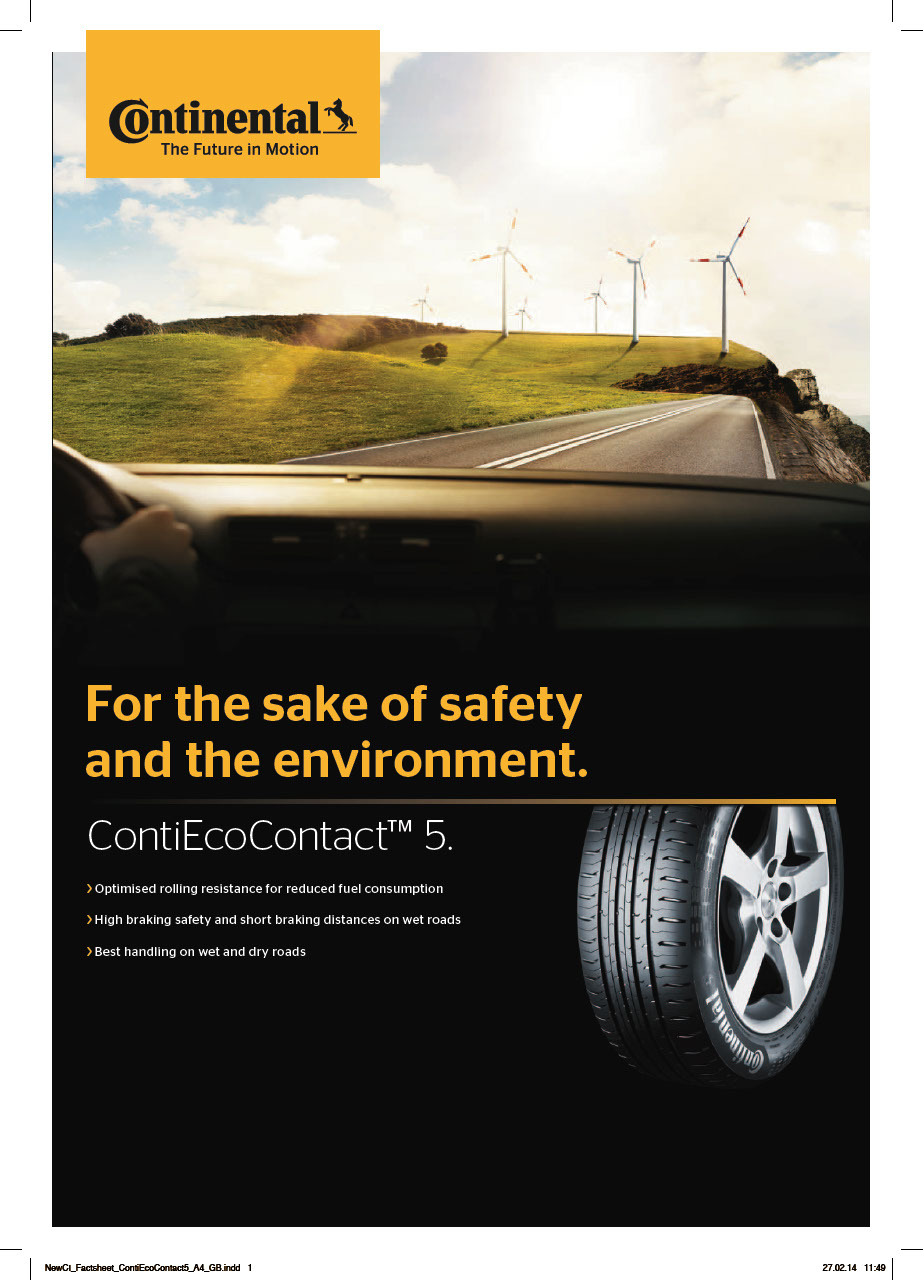 Continental
The Future in Motion
For the sake of safety
and the environment.
ContiEcoContact™ 5.
› Optimised rolling resistance for reduced fuel consumption
› High braking safety and short braking distances on wet roads
› Best handling on wet and dry roads
Continental
NewCI_Factsheet_ContiEcoContact5_A4_GB.indd 1 27.02.14 11:49